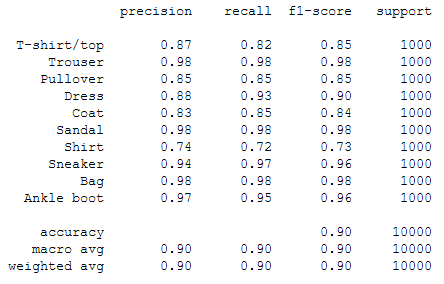 precision recall f1-score support
T-shirt/top 0.87 0.82 0.85 1000
Trouser 0.98 0.98 0.98 1000
Pullover 0.85 0.85 0.85 1000
Dress 0.88 0.93 0.90 1000
Coat 0.83 0.85 0.84 1000
Sandal 0.98 0.98 0.98 1000
Shirt 0.74 0.72 0.73 1000
Sneaker 0.94 0.97 0.96 1000
Bag 0.98 0.98 0.98 1000
Ankle boot 0.97 0.95 0.96 1000
accuracy 0.90 10000
macro avg 0.90 0.90 0.90 10000
weighted avg 0.90 0.90 0.90 10000